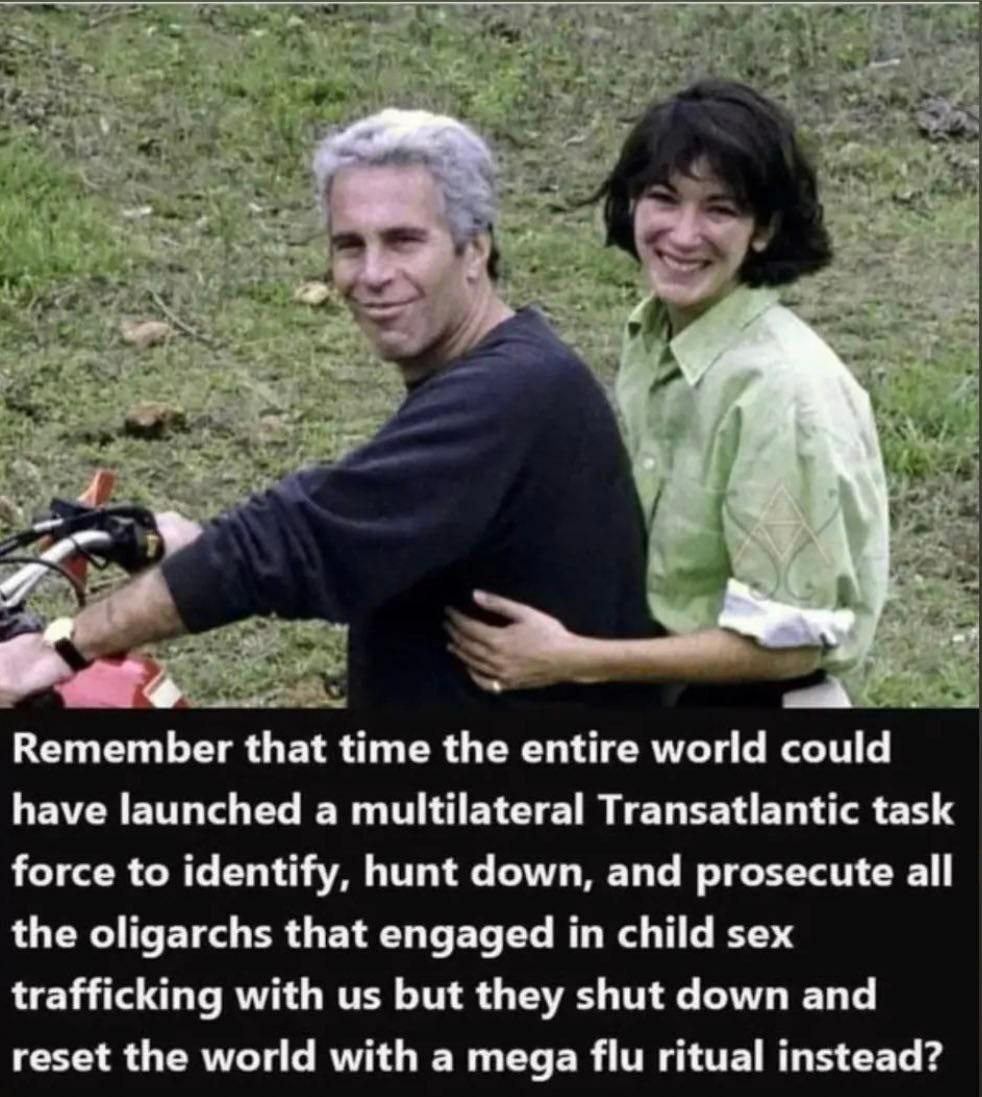 Remember that time the entire world could
have launched a multilateral Transatlantic task
force to identify, hunt down, and prosecute all
the oligarchs that engaged in child sex
trafficking with us but they shut down and
reset the world with a mega flu ritual instead?